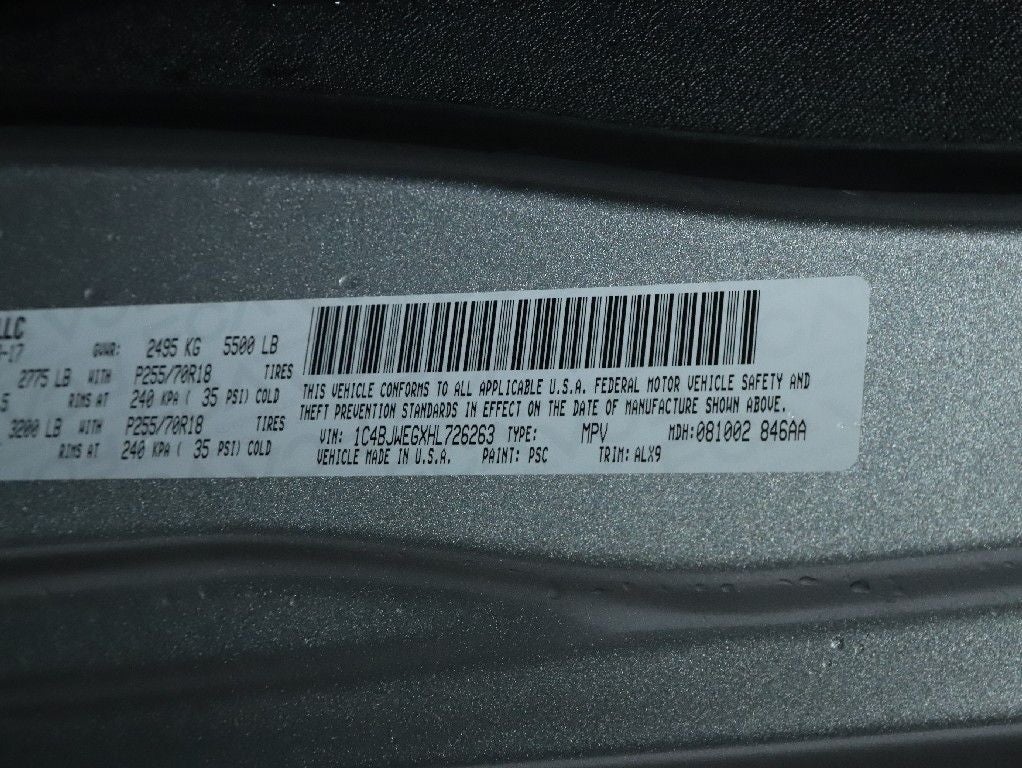 LLC
-17 GVWR: 2495 KG 5500 LB
2775 LB WITH P255/70R18 TIRES
5 RIMS AT 240 KPA ( 35 PSI) COLD
3200 LB WITH P255/70R18 TIRES
RIMS AT 240 KPA ( 35 PSI) COLD
THIS VEHICLE CONFORMS TO ALL APPLICABLE U.S.A. FEDERAL MOTOR VEHICLE SAFETY AND
THEFT PREVENTION STANDARDS IN EFFECT ON THE DATE OF MANUFACTURE SHOWN ABOVE.
VIN: 1C4BJWEGXHL726263 TYPE: MPV MDH:081002 846AA
VEHICLE MADE IN U.S.A. PAINT: PSC TRIM: ALX9